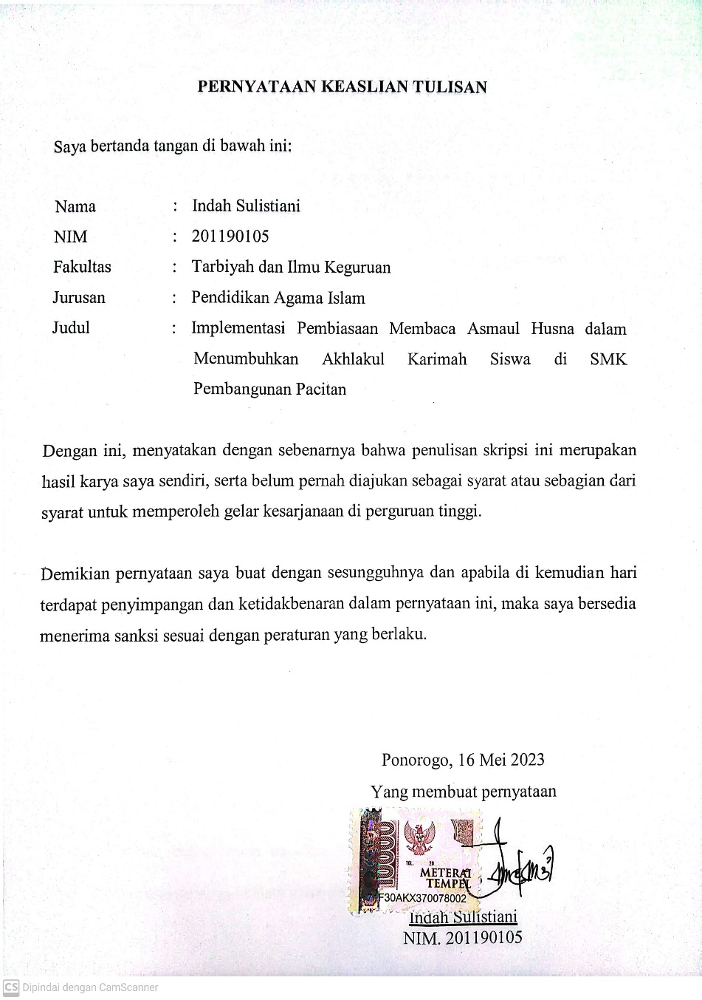 PERNYATAAN KEASLIAN TULISAN
Saya bertanda tangan di bawah ini:
Nama : Indah Sulistiani
NIM : 201190105
Fakultas : Tarbiyah dan Ilmu Keguruan
Jurusan : Pendidikan Agama Islam
Judul : Implementasi Pembiasaan Membaca Asmaul Husna dalam
Menumbuhkan Akhlakul Karimah Siswa di SMK
Pembangunan Pacitan
Dengan ini, menyatakan dengan sebenarnya bahwa penulisan skripsi ini merupakan
hasil karya saya sendiri, serta belum pernah diajukan sebagai syarat atau sebagian dari
syarat untuk memperoleh gelar kesarjanaan di perguruan tinggi.
Demikian pernyataan saya buat dengan sesungguhnya dan apabila di kemudian hari
terdapat penyimpangan dan ketidakbenaran dalam pernyataan ini, maka saya bersedia
menerima sanksi sesuai dengan peraturan yang berlaku.
Ponorogo, 16 Mei 2023
Yang membuat pernyataan
10000
TGL. 20
METERAI
TEMPEL
F30AKX370078002
Indah Sulistiani
NIM. 201190105
CS Dipindai dengan CamScanner